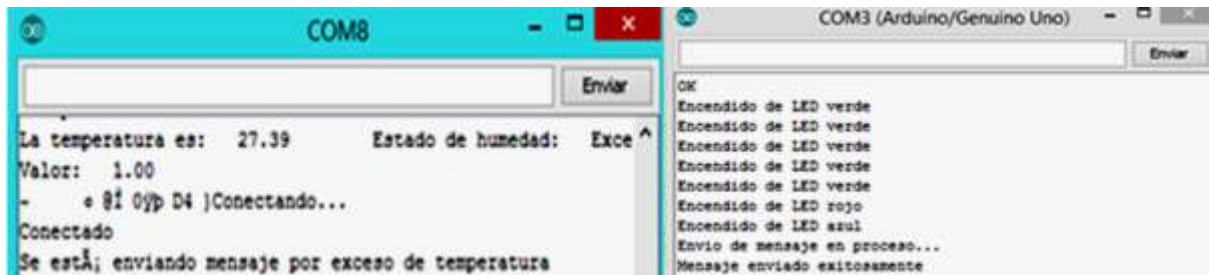 COM8
Enviar
La temperatura es: 27.39 Estado de humedad: Exce
Valor: 1.00
Conectando...
Conectado
Se estÃ¡ enviando mensaje por exceso de temperatura
COM3 (Arduino/Genuino Uno)
Enviar
OK
Encendido de LED verde
Encendido de LED verde
Encendido de LED verde
Encendido de LED verde
Encendido de LED verde
Encendido de LED rojo
Encendido de LED azul
Envio de mensaje en proceso...
Mensaje enviado exitosamente